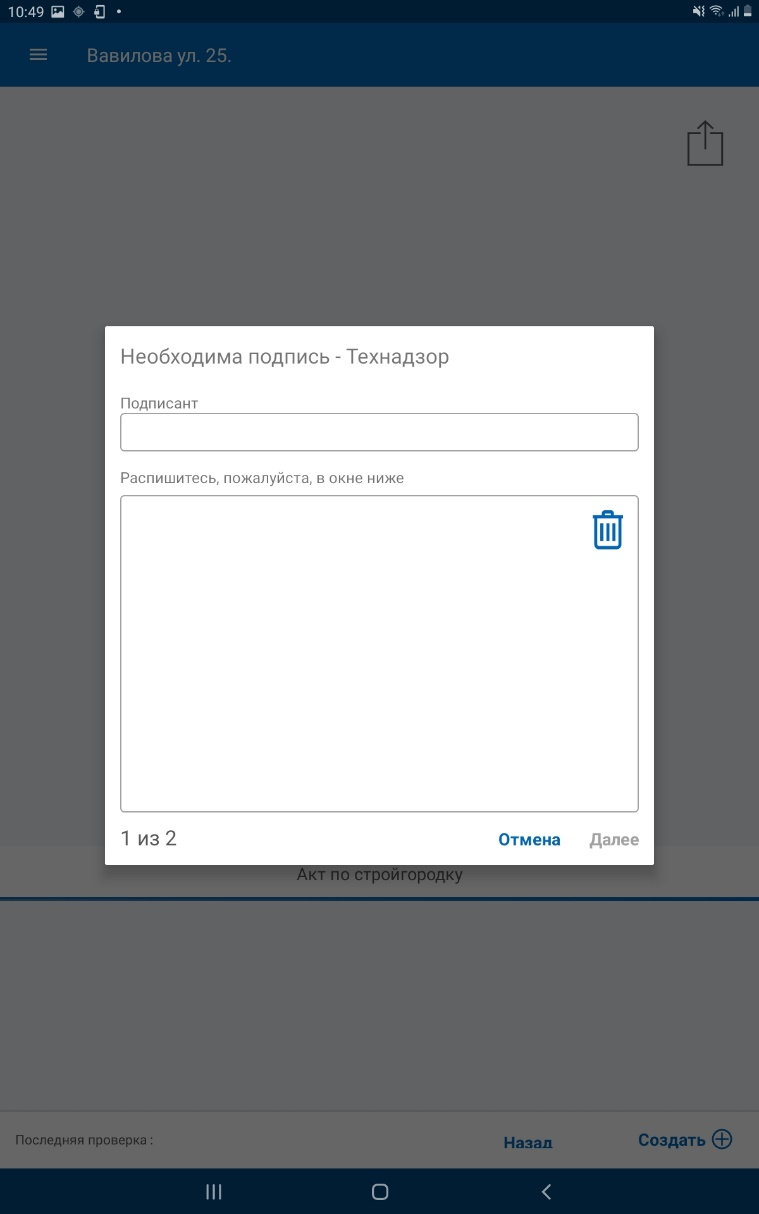 10:49
Вавилова ул. 25.
Необходима подпись - Технадзор
Подписант
Распишитесь, пожалуйста, в окне ниже
1 из 2
Отмена
Далее
Акт по стройгородку
Последняя проверка :
Назад
Создать